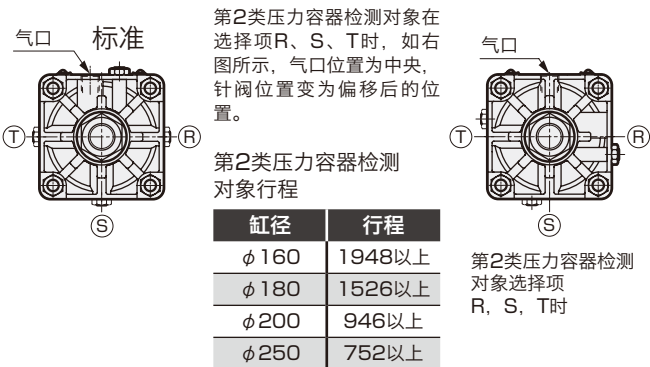 气口
标准
Ⓣ
Ⓡ
Ⓢ
第2类压力容器检测对象在
选择项R、S、T时，如右
图所示，气口位置为中央，
针阀位置变为偏移后的位
置。
第2类压力容器检测
对象行程
缸径 行程
φ160 1948以上
φ180 1526以上
φ200 946以上
φ250 752以上
气口
Ⓣ
Ⓡ
Ⓢ
第2类压力容器检测
对象选择项
R，S，T时